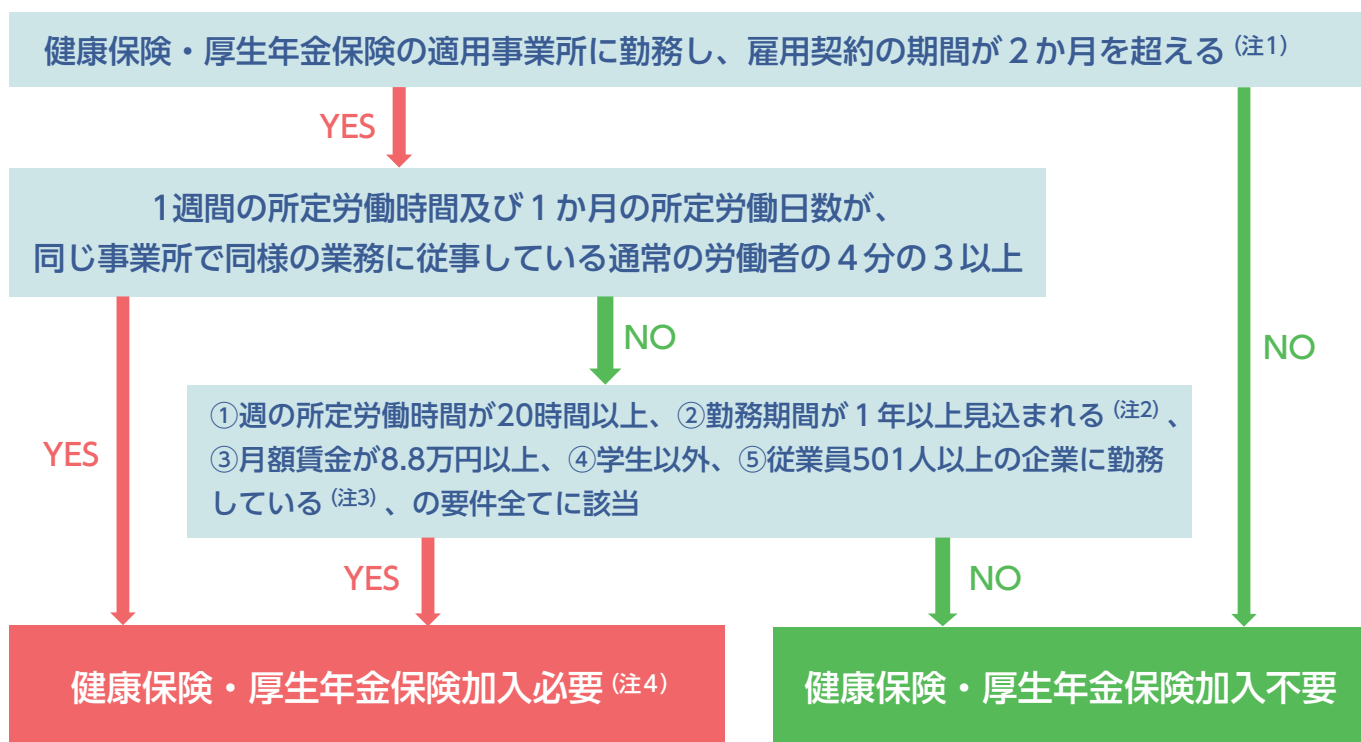 健康保険・厚生年金保険の適用事業所に勤務し、雇用契約の期間が２か月を超える (注1)
YES
1週間の所定労働時間及び１か月の所定労働日数が、
同じ事業所で同様の業務に従事している通常の労働者の４分の３以上
NO
NO
①週の所定労働時間が20時間以上、②勤務期間が１年以上見込まれる (注2) 、
YES
③月額賃金が8.8万円以上、④学生以外、⑤従業員501人以上の企業に勤務
している (注3) 、の要件全てに該当
YES
NO
健康保険・厚生年金保険加入必要 (注４)
健康保険・厚生年金保険加入不要